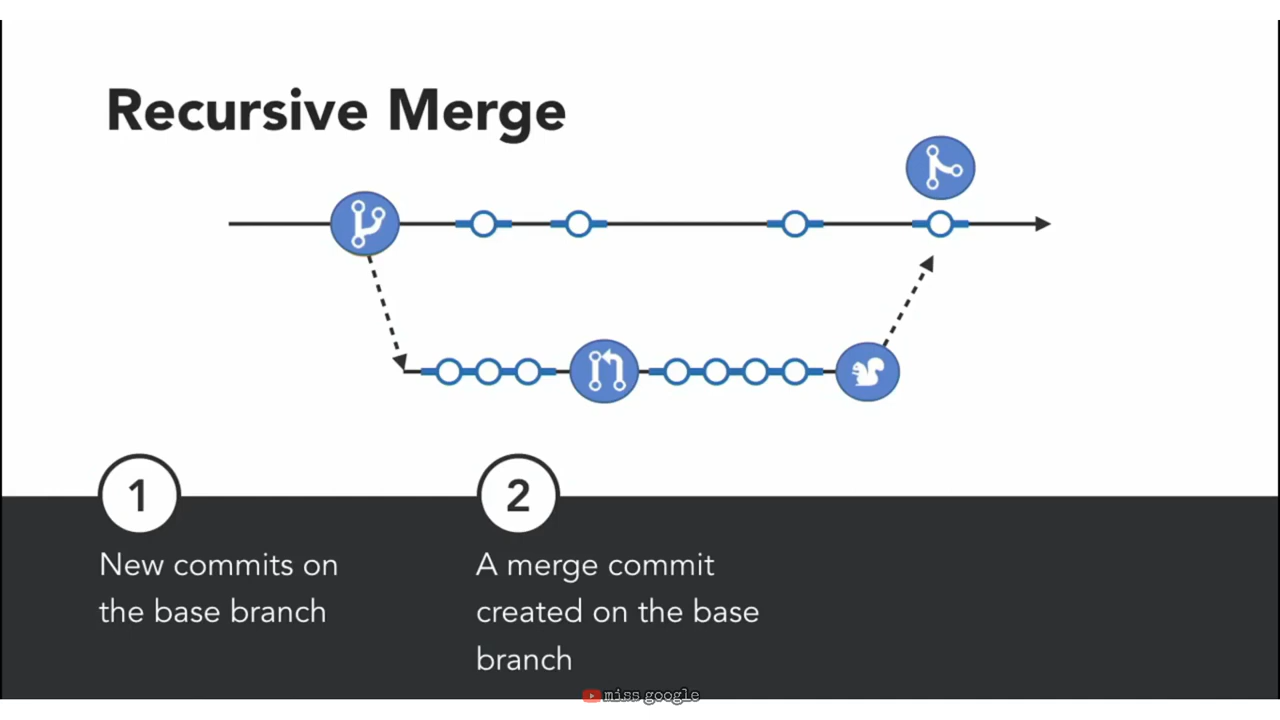 Recursive Merge
1
2
New commits on
the base branch
A merge commit
created on the base
branch
miss google